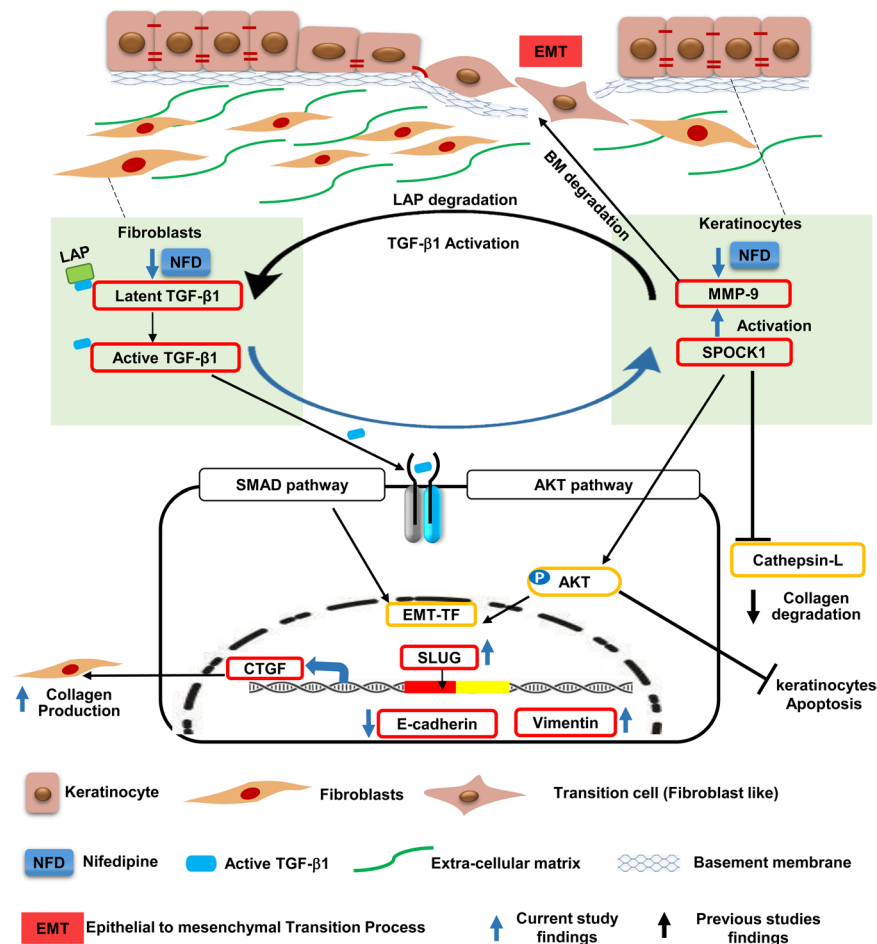 EMT
BM degradation
LAP degradation
TGF-β1 Activation
Fibroblasts
NFD
LAP
Latent TGF-β1
Active TGF-β1
Keratinocytes
NFD
MMP-9
Activation
SPOCK1
SMAD pathway
AKT pathway
Cathepsin-L
Collagen
degradation
P
AKT
EMT-TF
SLUG
CTGF
Collagen
Production
E-cadherin
Vimentin
keratinocytes
Apoptosis
Keratinocyte
Fibroblasts
Transition cell (Fibroblast like)
NFD
Nifedipine
Active TGF-β1
Extra-cellular matrix
Basement membrane
EMT
Epithelial to mesenchymal Transition Process
Current study
findings
Previous studies
findings